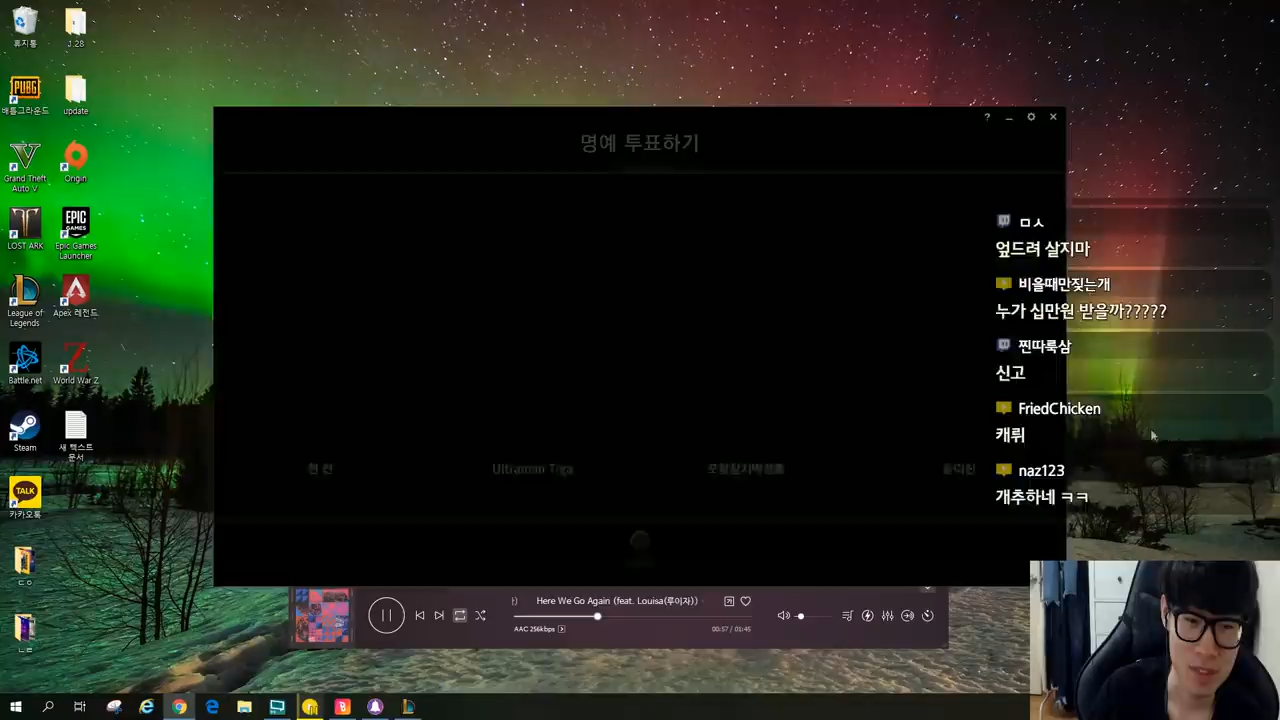 휴지통
1.28
배틀그라운드
update
Grand Theft
Auto V
Origin
LOST ARK
Epic Games
Launcher
League of
Legends
Apex 레전드
Battle.net
World War Z
Steam
새 텍스트
문서
카카오톡
ㄷㅇ
ㄴㄷ
PUBG
EPIC
GAMES
TALK
명예 투표하기
Ultraman Triga
ㅁㅅ
엎드려 살지마
비올때만짖는개
누가 십만원 받을까?????
찐따룩삼
신고
FriedChicken
캐뤼
naz123
개추하네 ㅋㅋ
Here We Go Again (feat. Louisa(루이자))
AAC 256kbps
00:57 / 01:45